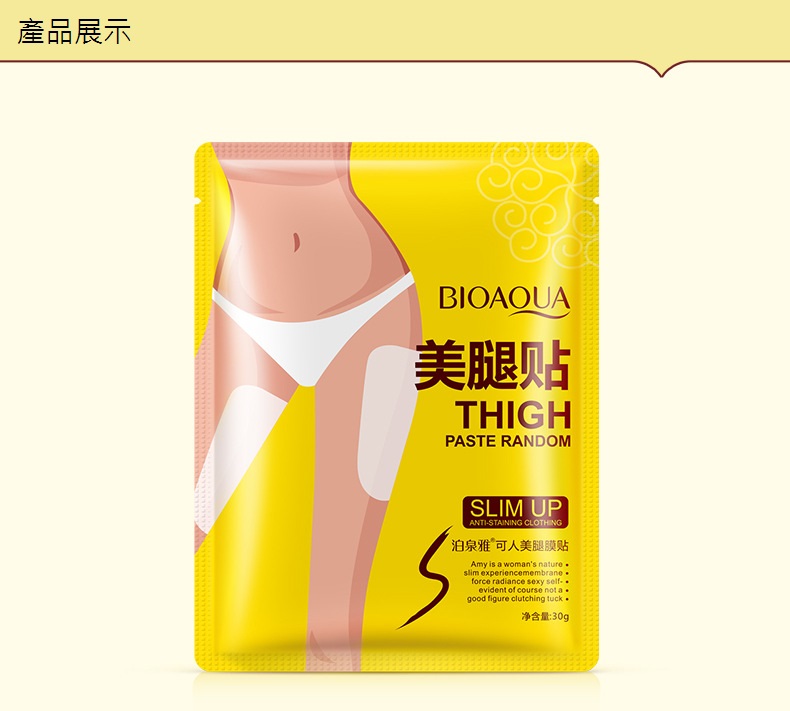 產品展示
BIOAQUA
美腿贴
THIGH
PASTE RANDOM
SLIM UP
ANTI-STAINING CLOTHING
泊泉雅®可人美腿膜贴
Amy is a woman's nature •
slim experiencemembrane •
force radiance sexy self- •
evident of course not a •
good figure clutching tuck •
净含量:30g